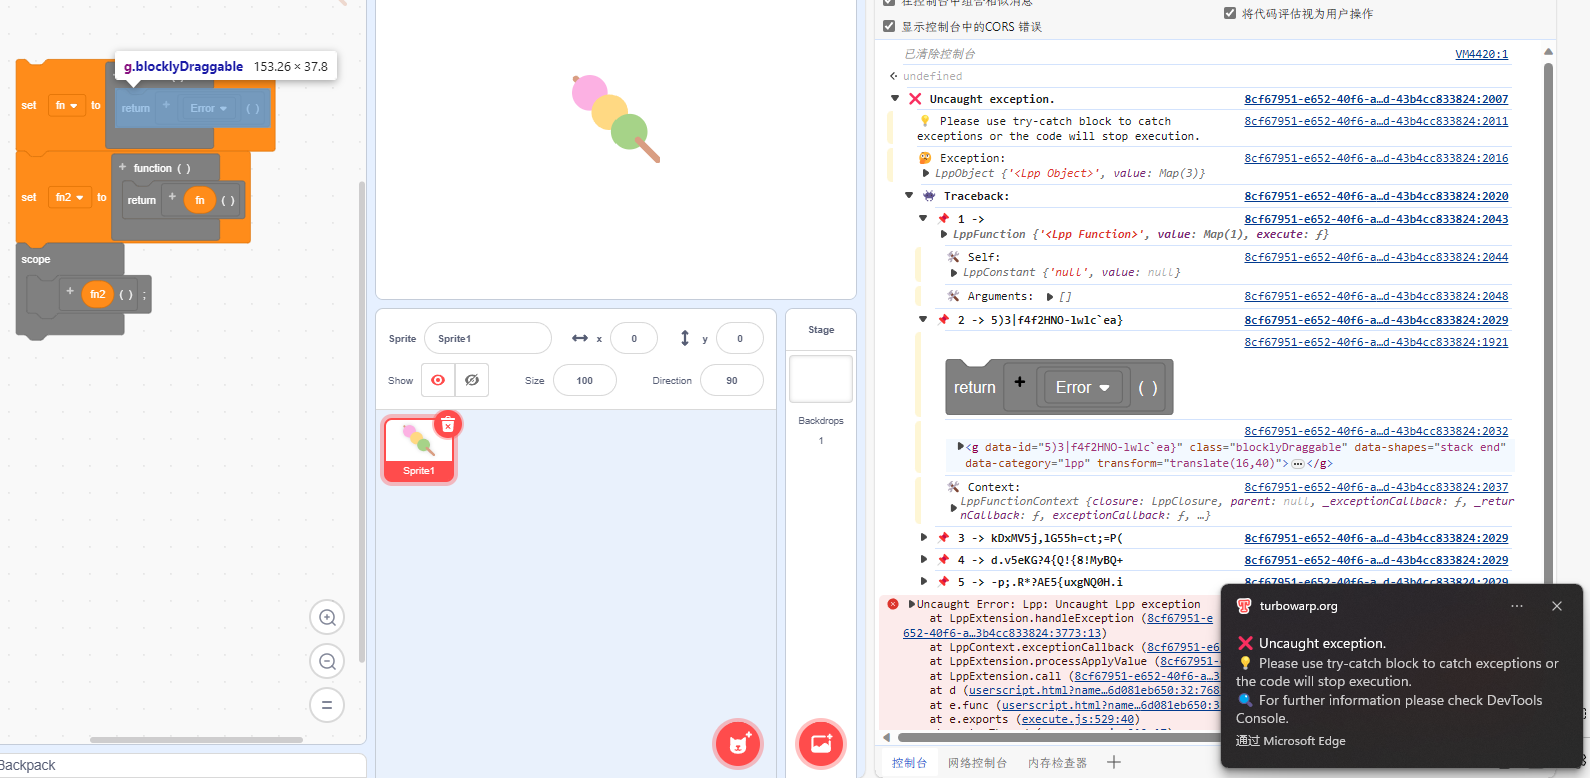 g.blocklyDraggable 153.26 × 37.8
set fn to
return + Error ( )
+ function ( )
set fn2 to
return + fn ( )
scope
+ fn2 ( ) ;
Backpack
Sprite Sprite1 x 0 y 0
Show Size 100 Direction 90
Sprite1
Stage
Backdrops
1
在控制台中组合相似消息
将代码评估视为用户操作
显示控制台中的CORS 错误
已清除控制台 VM4420:1
undefined
Uncaught exception. 8cf67951-e652-40f6-a…d-43b4cc833824:2007
Please use try-catch block to catch 8cf67951-e652-40f6-a…d-43b4cc833824:2011
exceptions or the code will stop execution.
Exception: 8cf67951-e652-40f6-a…d-43b4cc833824:2016
LppObject {'<Lpp Object>', value: Map(3)}
Traceback: 8cf67951-e652-40f6-a…d-43b4cc833824:2020
1 -> 8cf67951-e652-40f6-a…d-43b4cc833824:2043
LppFunction {'<Lpp Function>', value: Map(1), execute: ƒ}
Self: 8cf67951-e652-40f6-a…d-43b4cc833824:2044
LppConstant {'null', value: null}
Arguments: [] 8cf67951-e652-40f6-a…d-43b4cc833824:2048
2 -> 5)3|f4f2HNO-lwlc`ea} 8cf67951-e652-40f6-a…d-43b4cc833824:2029
8cf67951-e652-40f6-a…d-43b4cc833824:1921
return + Error ( )
8cf67951-e652-40f6-a…d-43b4cc833824:2032
<g data-id="5)3|f4f2HNO-lwlc`ea}" class="blocklyDraggable" data-shapes="stack end"
data-category="lpp" transform="translate(16,40)">…</g>
Context: 8cf67951-e652-40f6-a…d-43b4cc833824:2037
LppFunctionContext {closure: LppClosure, parent: null, _exceptionCallback: ƒ, _retur
nCallback: ƒ, exceptionCallback: ƒ, …}
3 -> kDxMV5j,lG55h=ct;=P( 8cf67951-e652-40f6-a…d-43b4cc833824:2029
4 -> d.v5eKG?4{Q!{8!MyBQ+ 8cf67951-e652-40f6-a…d-43b4cc833824:2029
5 -> -p;.R*?AE5{uxgNQ0H.i 8cf67951-e652-40f6-a…d-43b4cc833824:2029
Uncaught Error: Lpp: Uncaught Lpp exception
at LppExtension.handleException (8cf67951-e
652-40f6-a…3b4cc833824:3773:13)
at LppContext.exceptionCallback (8cf67951-e6
at LppExtension.processApplyValue (8cf67951-
at LppExtension.call (8cf67951-e652-40f6-a…3
at d (userscript.html?name…6d081eb650:32:768
at e.func (userscript.html?name…6d081eb650:3
at e.exports (execute.js:529:40)
控制台 网络控制台 内存检查器
turbowarp.org
Uncaught exception.
Please use try-catch block to catch exceptions or
the code will stop execution.
For further information please check DevTools
Console.
通过 Microsoft Edge